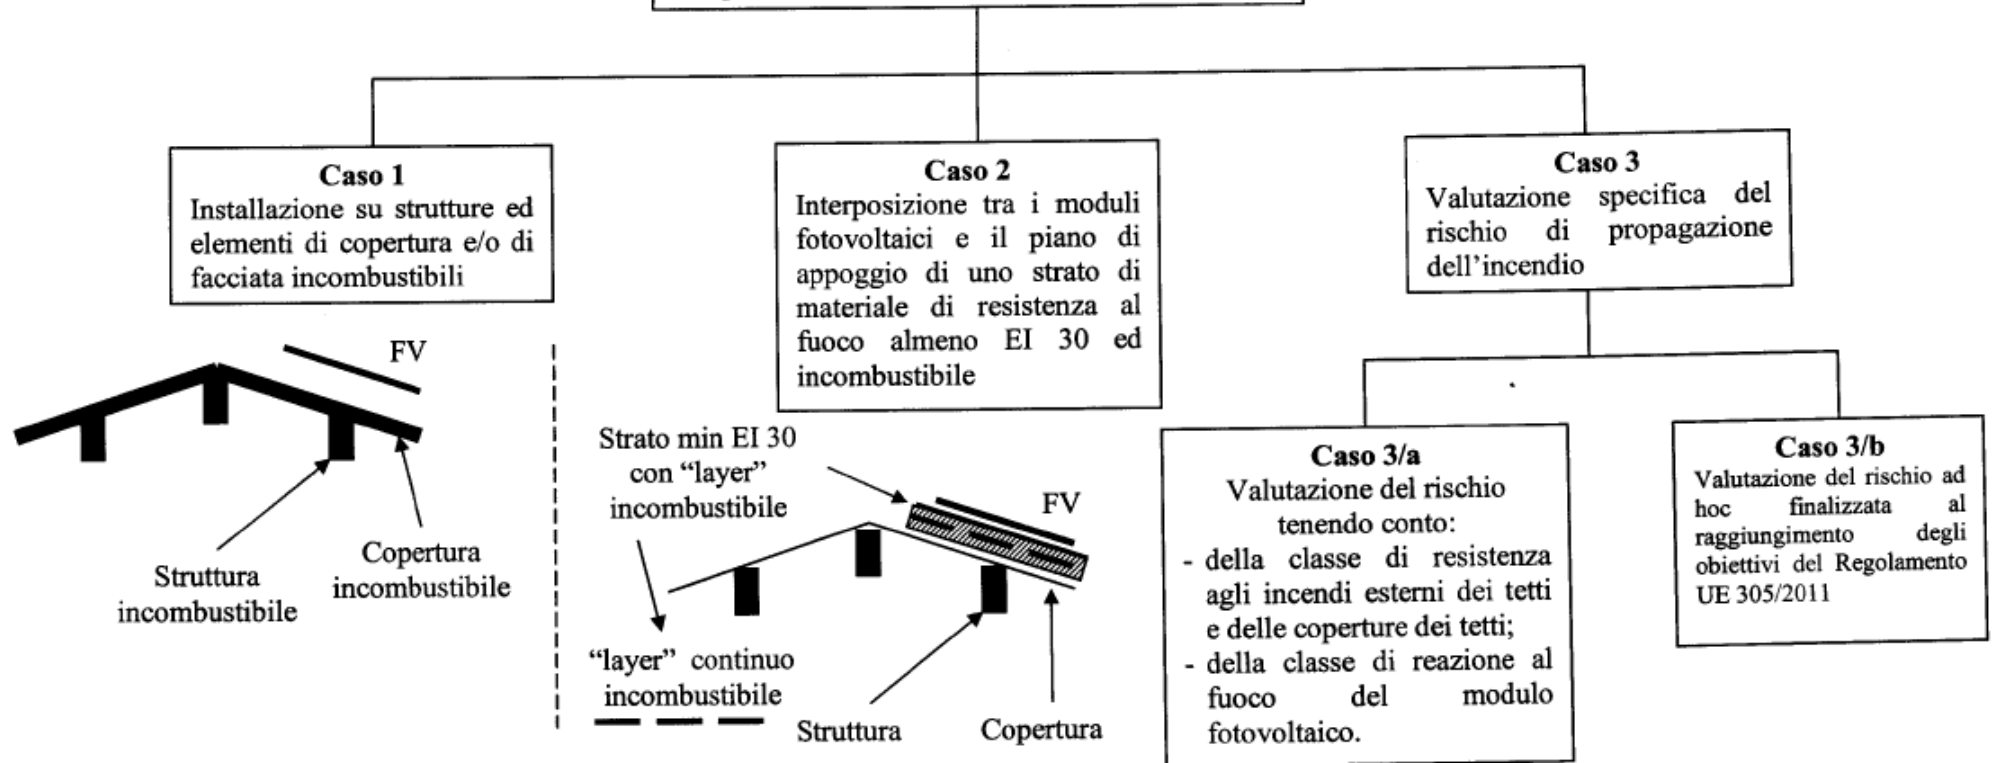 Caso 1
Installazione su strutture ed
elementi di copertura e/o di
facciata incombustibili
FV
Struttura
incombustibile
Copertura
incombustibile
Caso 2
Interposizione tra i moduli
fotovoltaici e il piano di
appoggio di uno strato di
materiale di resistenza al
fuoco almeno EI 30 ed
incombustibile
Strato min EI 30
con “layer”
incombustibile
FV
“layer” continuo
incombustibile
Struttura
Copertura
Caso 3
Valutazione specifica del
rischio di propagazione
dell’incendio
Caso 3/a
Valutazione del rischio
tenendo conto:
- della classe di resistenza
agli incendi esterni dei tetti
e delle coperture dei tetti;
- della classe di reazione al
fuoco del modulo
fotovoltaico.
Caso 3/b
Valutazione del rischio ad
hoc finalizzata al
raggiungimento degli
obiettivi del Regolamento
UE 305/2011